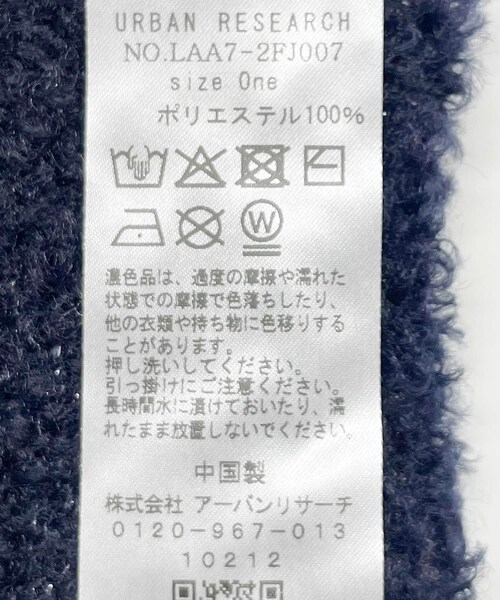 URBAN RESEARCH
NO.LAA7-2FJ007
size One
ポリエステル100%
W
濃色品は、過度の摩擦や濡れた
状態での摩擦で色落ちしたり、
他の衣類や持ち物に色移りする
ことがあります。
押し洗いしてください。
引っ掛けにご注意ください。
長時間水に漬けておいたり、濡
れたまま放置しないでください。
中国製
株式会社 アーバンリサーチ
0120-967-013
10212